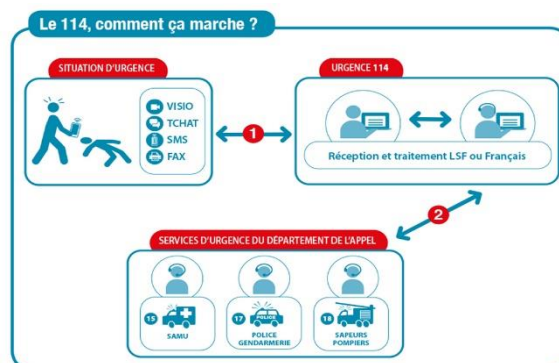 Le 114, comment ça marche ?
SITUATION D'URGENCE
VISIO
TCHAT
SMS
FAX
1
URGENCE 114
Réception et traitement LSF ou Français
2
SERVICES D'URGENCE DU DÉPARTEMENT DE L'APPEL
15
SAMU
17
POLICE
POLICE
GENDARMERIE
18
SAPEURS
POMPIERS